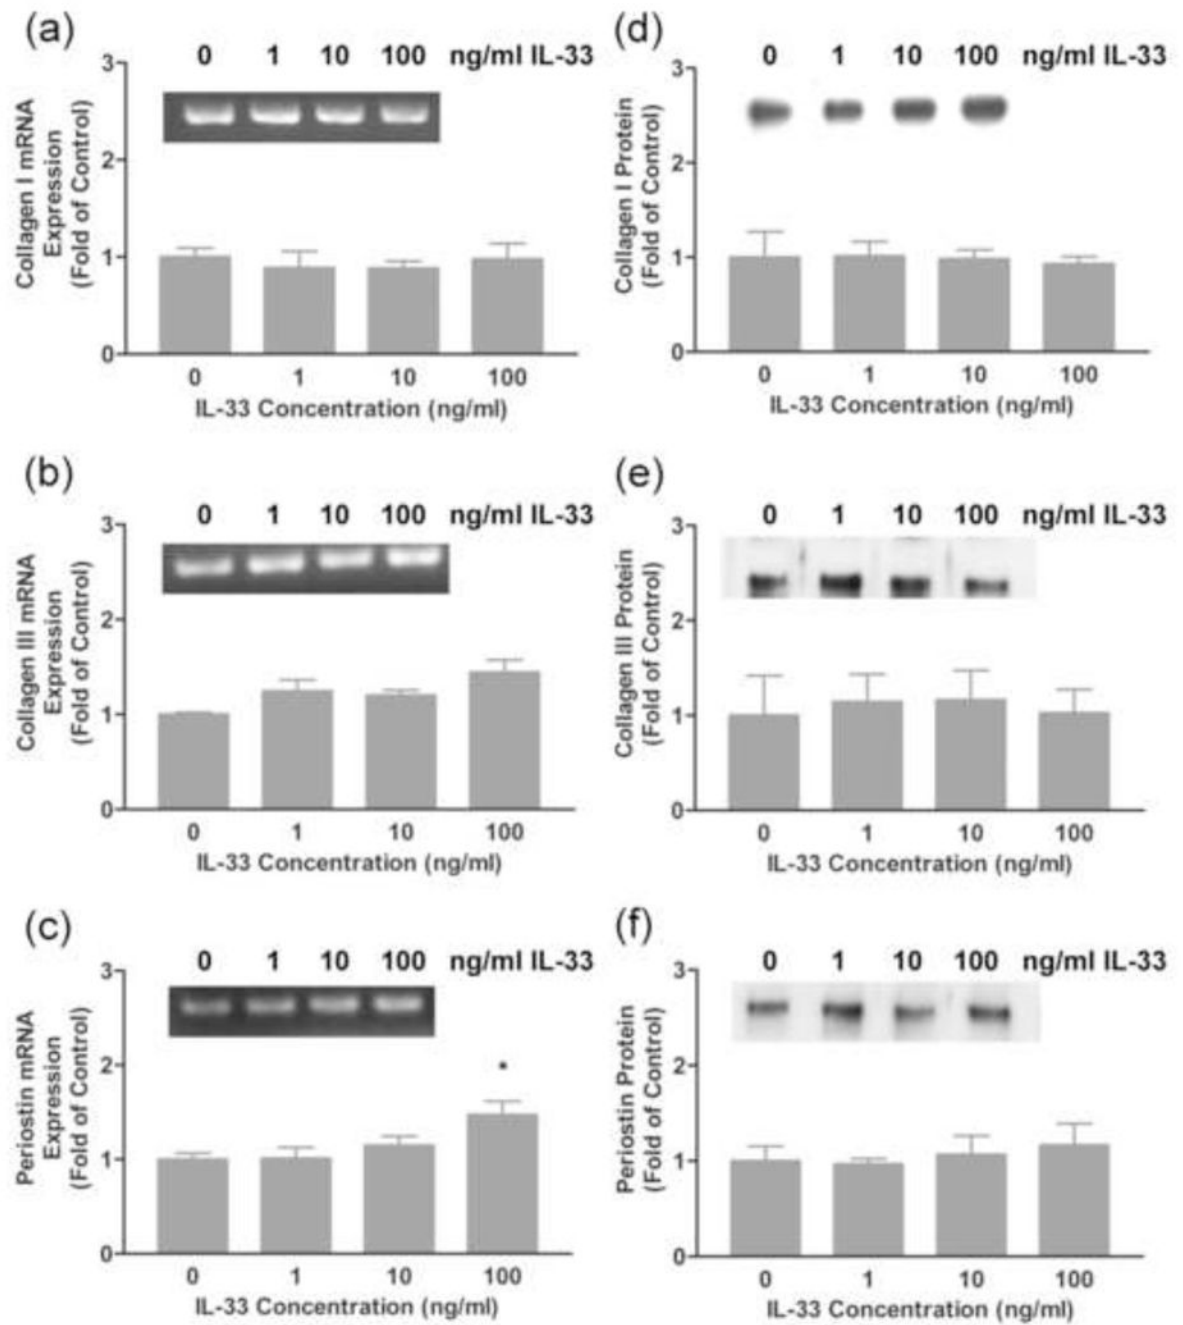 (a)
0 1 10 100 ng/ml IL-33
Collagen I mRNA
Expression
(Fold of Control)
3
2
1
0
0 1 10 100
IL-33 Concentration (ng/ml)
(d)
0 1 10 100 ng/ml IL-33
Collagen I Protein
(Fold of Control)
3
2
1
0
0 1 10 100
IL-33 Concentration (ng/ml)
(b)
0 1 10 100 ng/ml IL-33
Collagen III mRNA
Expression
(Fold of Control)
3
2
1
0
0 1 10 100
IL-33 Concentration (ng/ml)
(e)
0 1 10 100 ng/ml IL-33
Collagen III Protein
(Fold of Control)
3
2
1
0
0 1 10 100
IL-33 Concentration (ng/ml)
(c)
0 1 10 100 ng/ml IL-33
Periostin mRNA
Expression
(Fold of Control)
3
2
1
0
*
0 1 10 100
IL-33 Concentration (ng/ml)
(f)
0 1 10 100 ng/ml IL-33
Periostin Protein
(Fold of Control)
3
2
1
0
0 1 10 100
IL-33 Concentration (ng/ml)